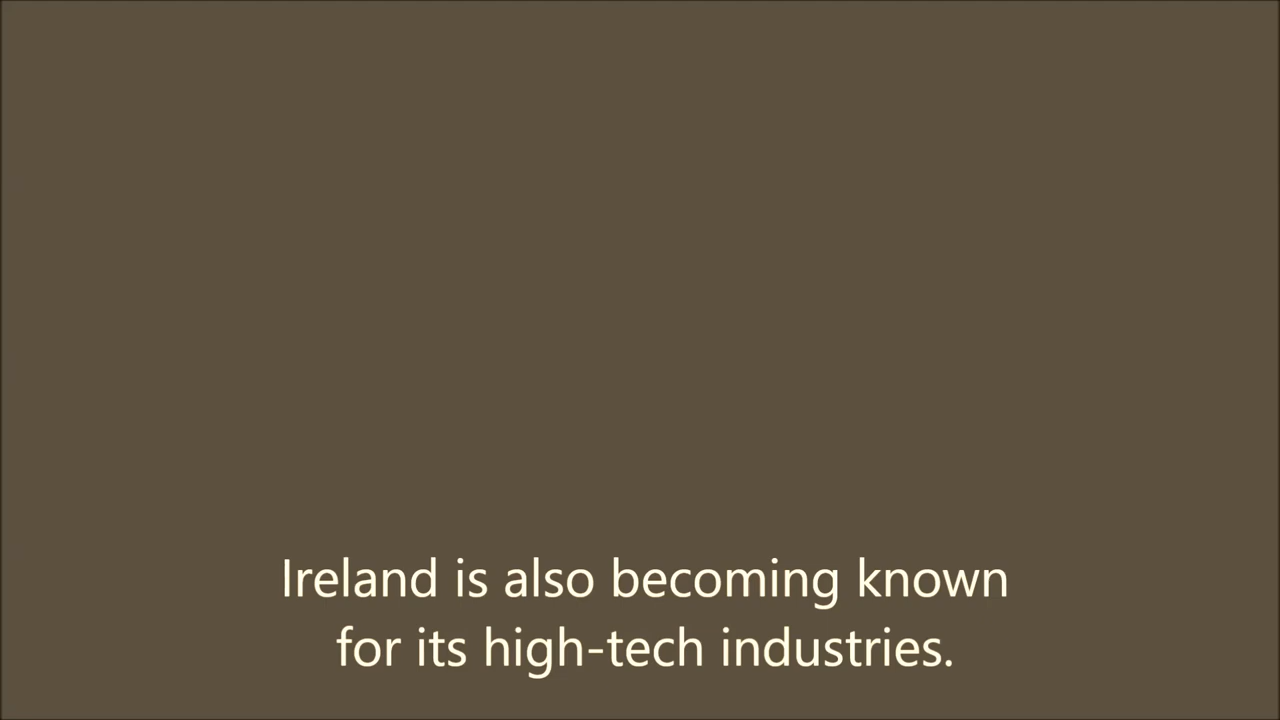 Ireland is also becoming known
for its high-tech industries.